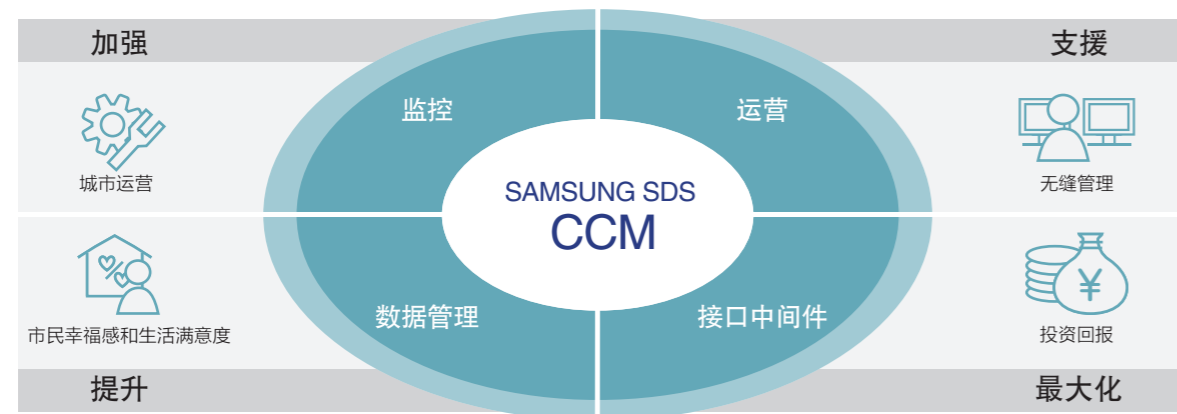 加强
支援
监控
运营
城市运营
无缝管理
SAMSUNG SDS
CCM
¥
数据管理
接口中间件
市民幸福感和生活满意度
投资回报
提升
最大化